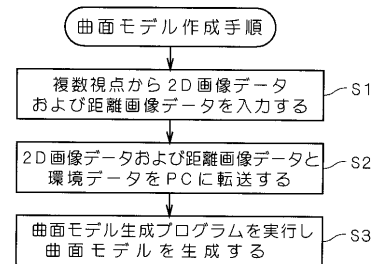 曲面モデル作成手順
複数視点から2D画像データ
および距離画像データを入力する
S1
2D画像データおよび距離画像データと
環境データをPCに転送する
S2
曲面モデル生成プログラムを実行し
曲面モデルを生成する
S3